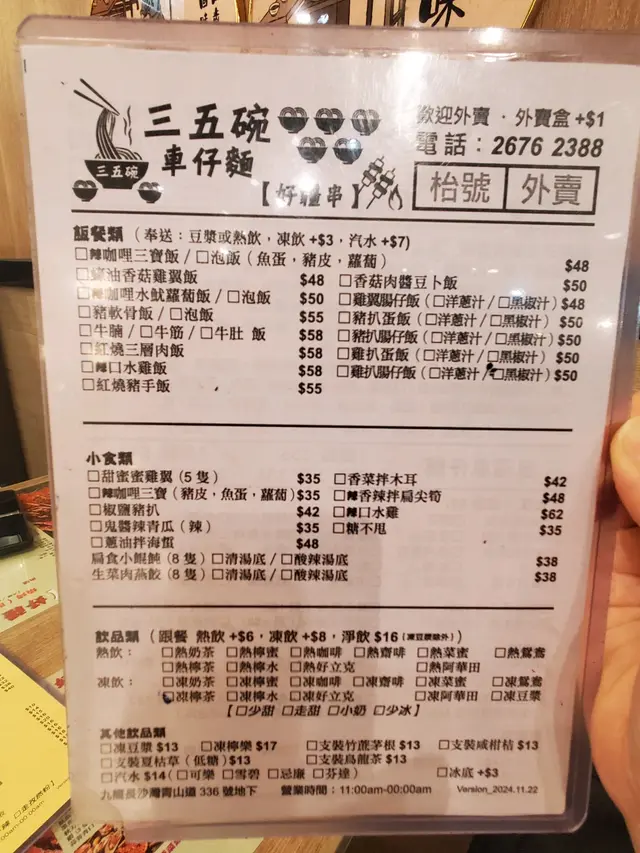 三五碗
車仔麵
三五碗
【好腍串】
歡迎外賣 · 外賣盒 +$1
電話：2676 2388
枱號 外賣
飯餐類（奉送：豆漿或熱飲，凍飲 +$3，汽水 +$7)
□辣咖哩三寶飯 / □泡飯（魚蛋，豬皮，蘿蔔） $48
□蠔油香菇雞翼飯 $48 □香菇肉醬豆卜飯 $50
□辣咖哩水魷蘿蔔飯 / □泡飯 $50 □雞翼腸仔飯（□洋蔥汁 / □黑椒汁）$48
□豬軟骨飯 / □泡飯 $55 □豬扒蛋飯（□洋蔥汁 / □黑椒汁） $50
□牛腩 / □牛筋 / □牛肚 飯 $58 □豬扒腸仔飯（□洋蔥汁 / □黑椒汁）$50
□紅燒三層肉飯 $58 □雞扒蛋飯（□洋蔥汁 / □黑椒汁） $50
□辣口水雞飯 $58 □雞扒腸仔飯（□洋蔥汁 / □黑椒汁）$50
□紅燒豬手飯 $55
小食類
□甜蜜蜜雞翼（5 隻） $35 □香菜拌木耳 $42
□辣咖哩三寶（豬皮，魚蛋，蘿蔔）$35 □辣香辣拌扁尖筍 $48
□椒鹽豬扒 $42 □辣口水雞 $62
□鬼醬辣青瓜（辣） $35 □糖不甩 $35
□蔥油拌海蜇 $48
扁食小餛飩（8 隻）□清湯底 / □酸辣湯底 $38
生菜肉燕餃（8 隻）□清湯底 / □酸辣湯底 $38
飲品類 （跟餐 熱飲 +$6，凍飲 +$8，淨飲 $16（凍豆漿除外））
熱飲： □熱奶茶 □熱檸蜜 □熱咖啡 □熱齋啡 □熱菜蜜 □熱鴛鴦
□熱檸茶 □熱檸水 □熱好立克 □熱阿華田
凍飲： □凍奶茶 □凍檸蜜 □凍咖啡 □凍齋啡 □凍菜蜜 □凍鴛鴦
□凍檸茶 □凍檸水 □凍好立克 □凍阿華田 □凍豆漿
【□少甜 □走甜 □小奶 □少冰】
其他飲品類
□凍豆漿 $13 □凍檸樂 $17 □支裝竹蔗茅根 $13 □支裝咸柑桔 $13
□支裝夏枯草（低糖）$13 □支裝烏龍茶 $13
□汽水 $14（□可樂 □雪碧 □忌廉 □芬達） □冰底 +$3
九龍長沙灣青山道 336 號地下 營業時間：11:00am-00:00am Version_2024.11.22